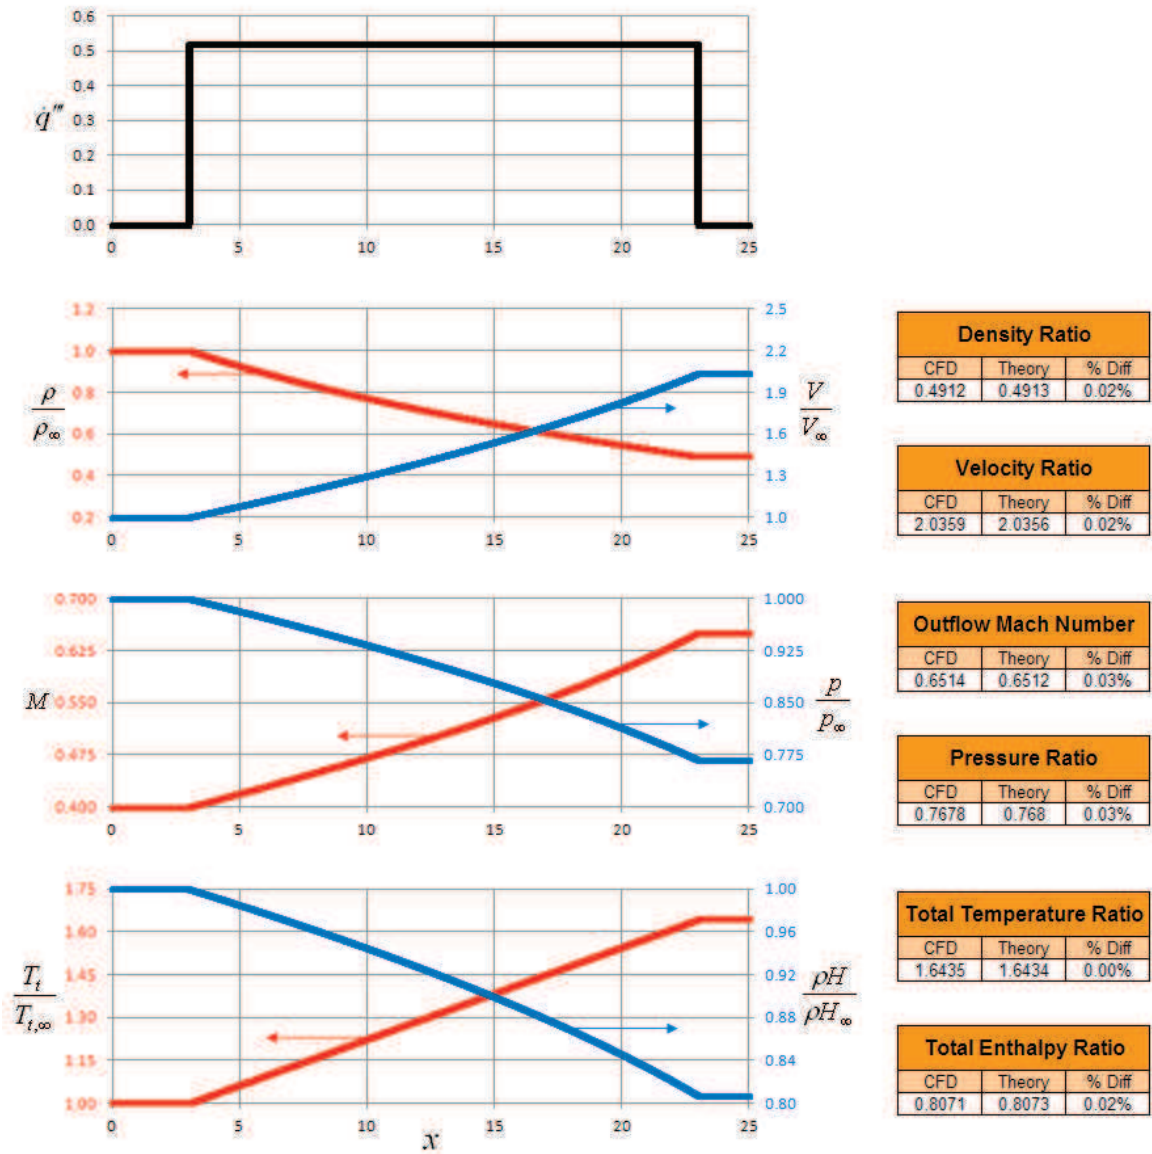 0.6
0.5
0.4
q̇‴
0.3
0.2
0.1
0.0
0 5 10 15 20 25
1.2 2.5
1.0 2.2
0.8 1.9
ρ/ρ∞ V/V∞
0.6 1.6
0.4 1.3
0.2 1.0
0 5 10 15 20 25
Density Ratio
CFD Theory % Diff
0.4912 0.4913 0.02%
Velocity Ratio
CFD Theory % Diff
2.0359 2.0356 0.02%
0.700 1.000
0.625 0.925
M 0.550 0.850 p/p∞
0.475 0.775
0.400 0.700
0 5 10 15 20 25
Outflow Mach Number
CFD Theory % Diff
0.6514 0.6512 0.03%
Pressure Ratio
CFD Theory % Diff
0.7678 0.768 0.03%
1.75 1.00
1.60 0.96
1.45 0.92
Tt/Tt,∞ ρH/ρH∞
1.30 0.88
1.15 0.84
1.00 0.80
0 5 10 15 20 25
x
Total Temperature Ratio
CFD Theory % Diff
1.6435 1.6434 0.00%
Total Enthalpy Ratio
CFD Theory % Diff
0.8071 0.8073 0.02%